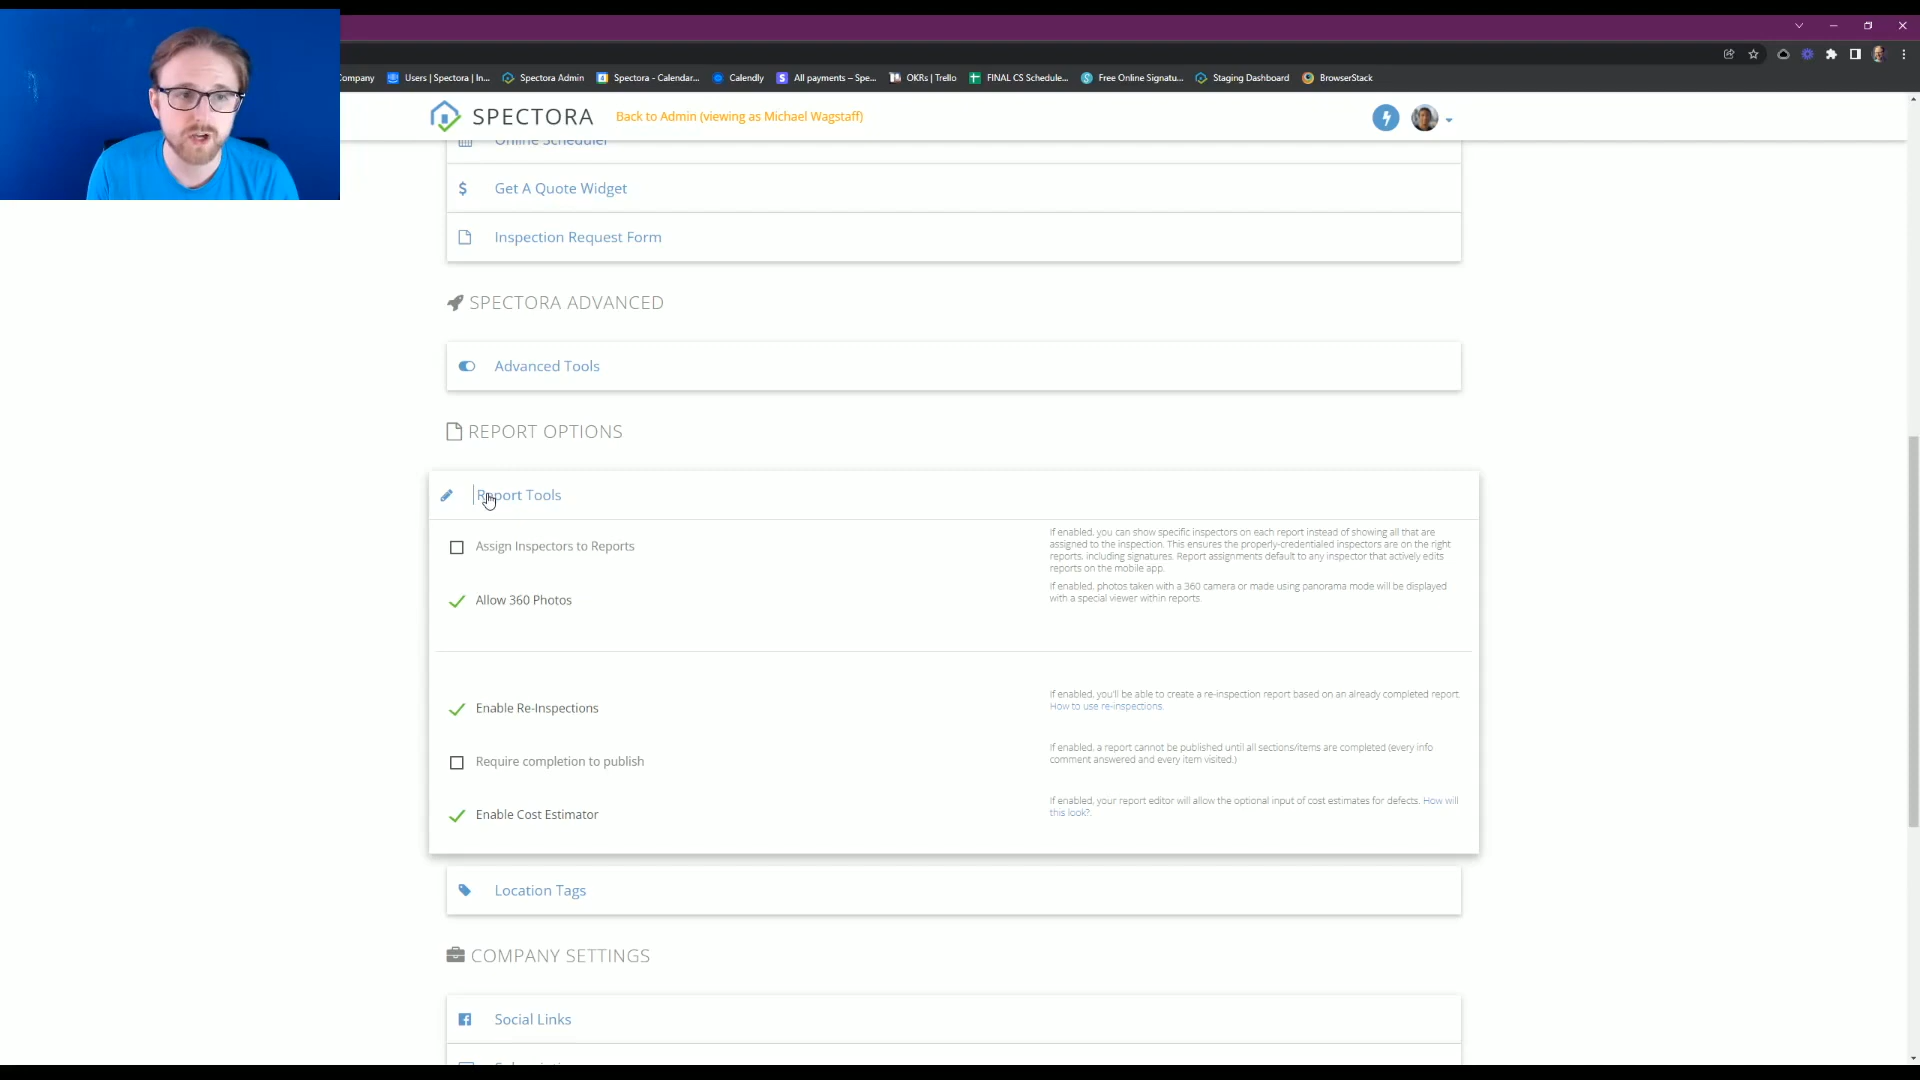 Company
Users | Spectora | In...
Spectora Admin
Spectora - Calendar...
Calendly
All payments – Spe...
OKRs | Trello
FINAL CS Schedule...
Free Online Signatu...
Staging Dashboard
BrowserStack
SPECTORA
Back to Admin (viewing as Michael Wagstaff)
Online Scheduler
$ Get A Quote Widget
Inspection Request Form
SPECTORA ADVANCED
Advanced Tools
REPORT OPTIONS
Report Tools
Assign Inspectors to Reports
If enabled, you can show specific inspectors on each report instead of showing all that are
assigned to the inspection. This ensures the properly-credentialed inspectors are on the right
reports, including signatures. Report assignments default to any inspector that actively edits
reports on the mobile app.
Allow 360 Photos
If enabled, photos taken with a 360 camera or made using panorama mode will be displayed
with a special viewer within reports.
Enable Re-Inspections
If enabled, you'll be able to create a re-inspection report based on an already completed report
How to use re-inspections.
Require completion to publish
If enabled, a report cannot be published until all sections/items are completed (every info
comment answered and every item visited.)
Enable Cost Estimator
If enabled, your report editor will allow the optional input of cost estimates for defects. How will
this look?.
Location Tags
COMPANY SETTINGS
Social Links